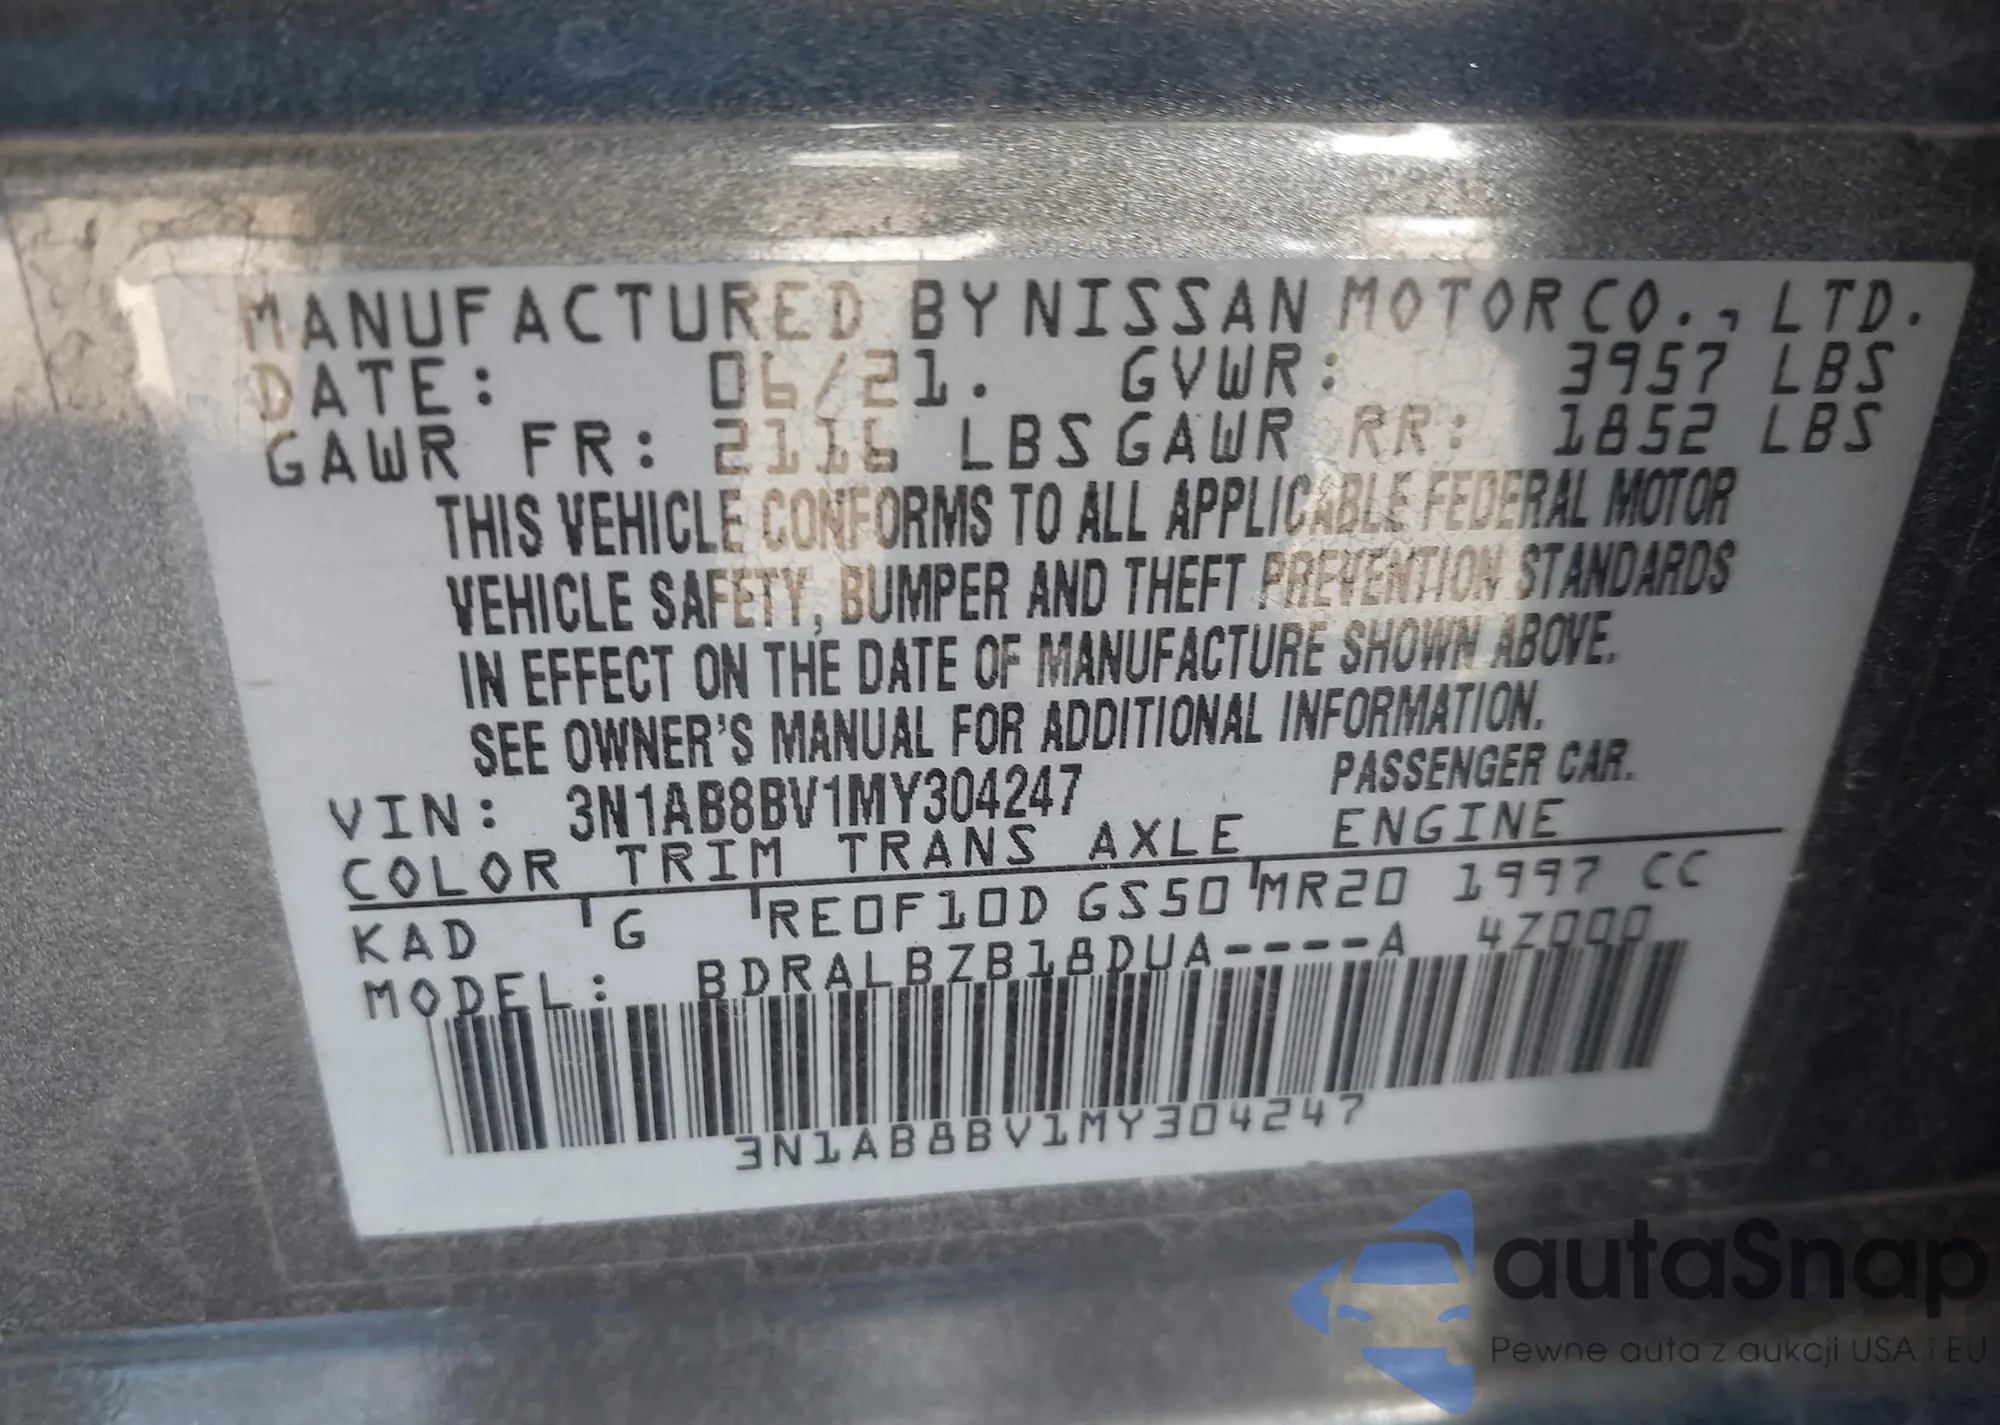 MANUFACTURED BY NISSAN MOTOR CO., LTD.
DATE: 06/21. GVWR: 3957 LBS
GAWR FR: 2116 LBS GAWR RR: 1852 LBS
THIS VEHICLE CONFORMS TO ALL APPLICABLE FEDERAL MOTOR
VEHICLE SAFETY, BUMPER AND THEFT PREVENTION STANDARDS
IN EFFECT ON THE DATE OF MANUFACTURE SHOWN ABOVE.
SEE OWNER'S MANUAL FOR ADDITIONAL INFORMATION.
VIN: 3N1AB8BV1MY304247 PASSENGER CAR.
COLOR TRIM TRANS AXLE ENGINE
KAD G RE0F10D GS50 MR20 1997 CC
MODEL: BDRALBZB18DUA----A 4Z000
3N1AB8BV1MY304247
autaSnap
Pewne auta z aukcji USA i EU